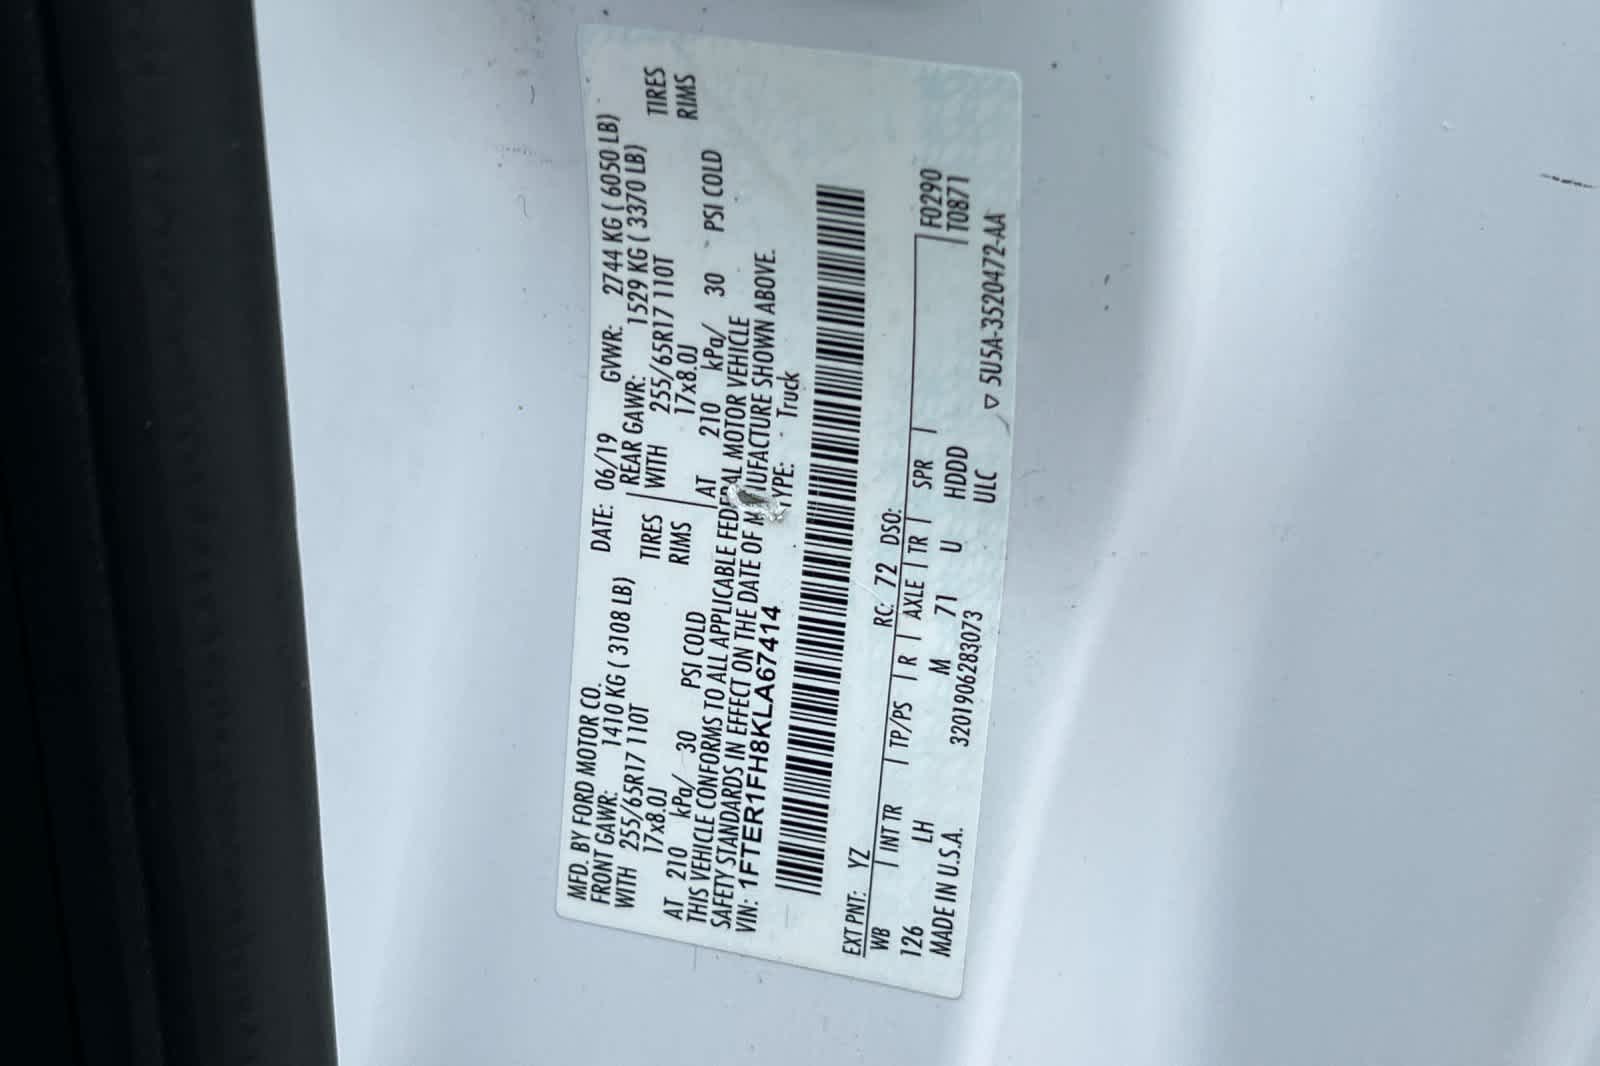 MFD. BY FORD MOTOR CO. DATE: 06/19 GVWR: 2744 KG ( 6050 LB)
FRONT GAWR: 1410 KG ( 3108 LB) REAR GAWR: 1529 KG ( 3370 LB)
WITH 255/65R17 110T TIRES WITH 255/65R17 110T TIRES
17x8.0J RIMS 17x8.0J RIMS
AT 210 kPa/ 30 PSI COLD AT 210 kPa/ 30 PSI COLD
THIS VEHICLE CONFORMS TO ALL APPLICABLE FEDERAL MOTOR VEHICLE
SAFETY STANDARDS IN EFFECT ON THE DATE OF MANUFACTURE SHOWN ABOVE.
VIN: 1FTER1FH8KLA67414 TYPE: Truck
EXT PNT: YZ RC: 72 DSO: F0290
WB INT TR TP/PS R AXLE TR SPR T0871
126 LH M 71 U HDDD
MADE IN U.S.A. 3201906283073 ULC ▽ 5U5A-3520472-AA